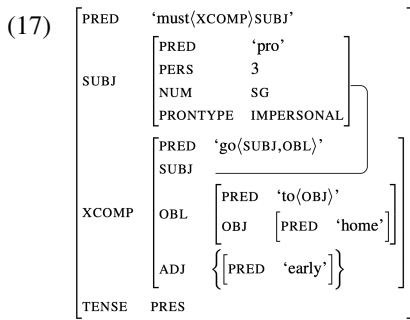 (17)
PRED ‘must⟨XCOMP⟩SUBJ’
PRED ‘pro’
PERS 3
SUBJ
NUM SG
PRONTYPE IMPERSONAL
PRED ‘go⟨SUBJ,OBL⟩’
SUBJ
PRED ‘to⟨OBJ⟩’
XCOMP OBL
OBJ [PRED ‘home’]
ADJ {[PRED ‘early’]}
TENSE PRES